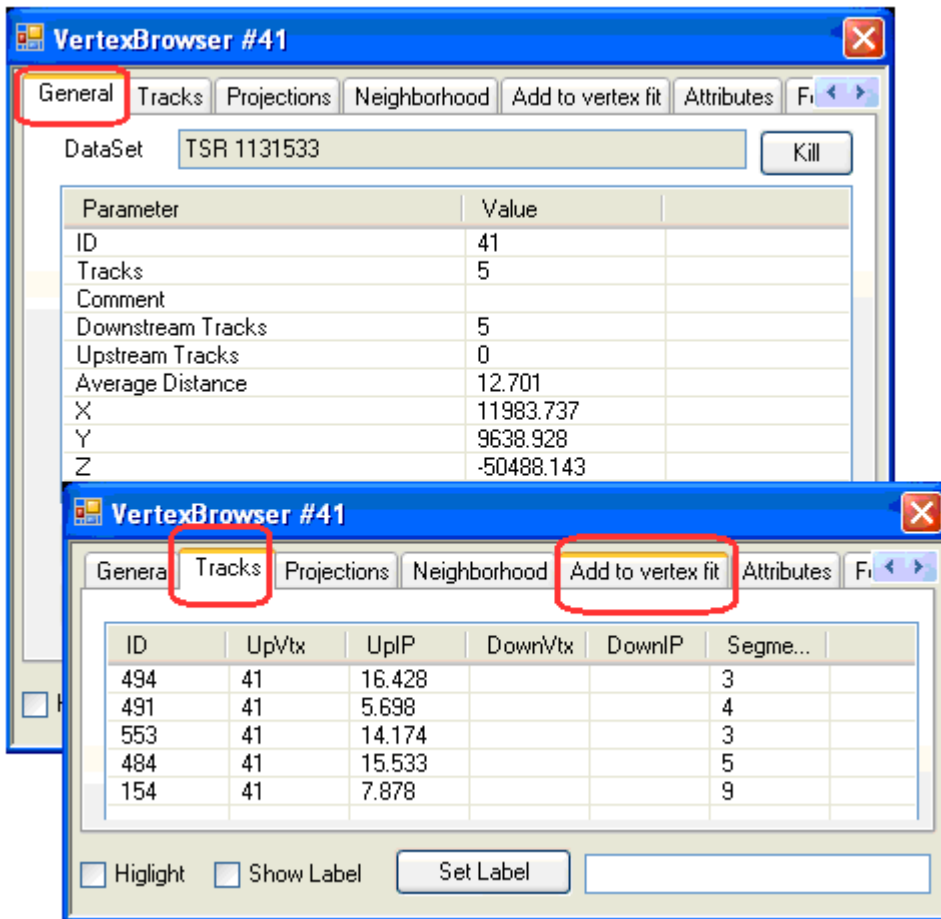 VertexBrowser #41
General Tracks Projections Neighborhood Add to vertex fit Attributes
DataSet TSR 1131533 Kill
Parameter Value
ID 41
Tracks 5
Comment
Downstream Tracks 5
Upstream Tracks 0
Average Distance 12.701
X 11983.737
Y 9638.928
Z -50488.143
VertexBrowser #41
General Tracks Projections Neighborhood Add to vertex fit Attributes
ID UpVtx UpIP DownVtx DownIP Segme...
494 41 16.428 3
491 41 5.698 4
553 41 14.174 3
484 41 15.533 5
154 41 7.878 9
Higlight Show Label Set Label